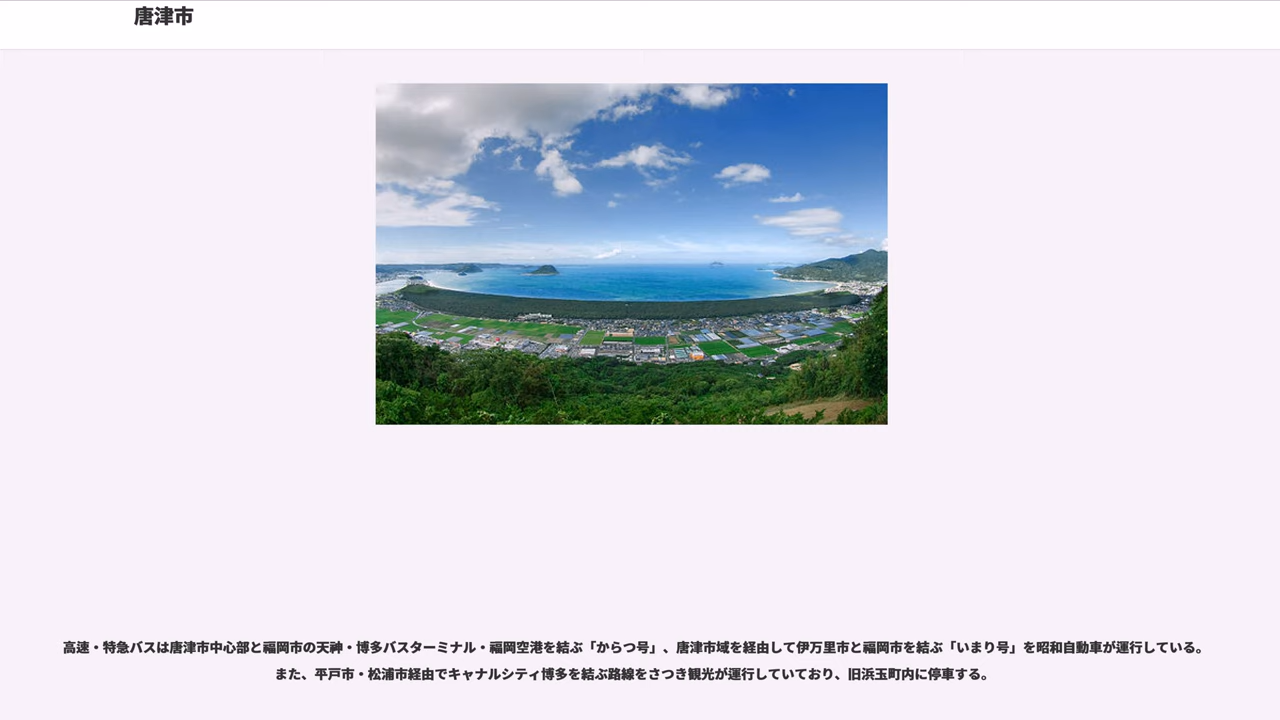 唐津市
高速・特急バスは唐津市中心部と福岡市の天神・博多バスターミナル・福岡空港を結ぶ「からつ号」、唐津市域を経由して伊万里市と福岡市を結ぶ「いまり号」を昭和自動車が運行している。
また、平戸市・松浦市経由でキャナルシティ博多を結ぶ路線をさつき観光が運行していており、旧浜玉町内に停車する。